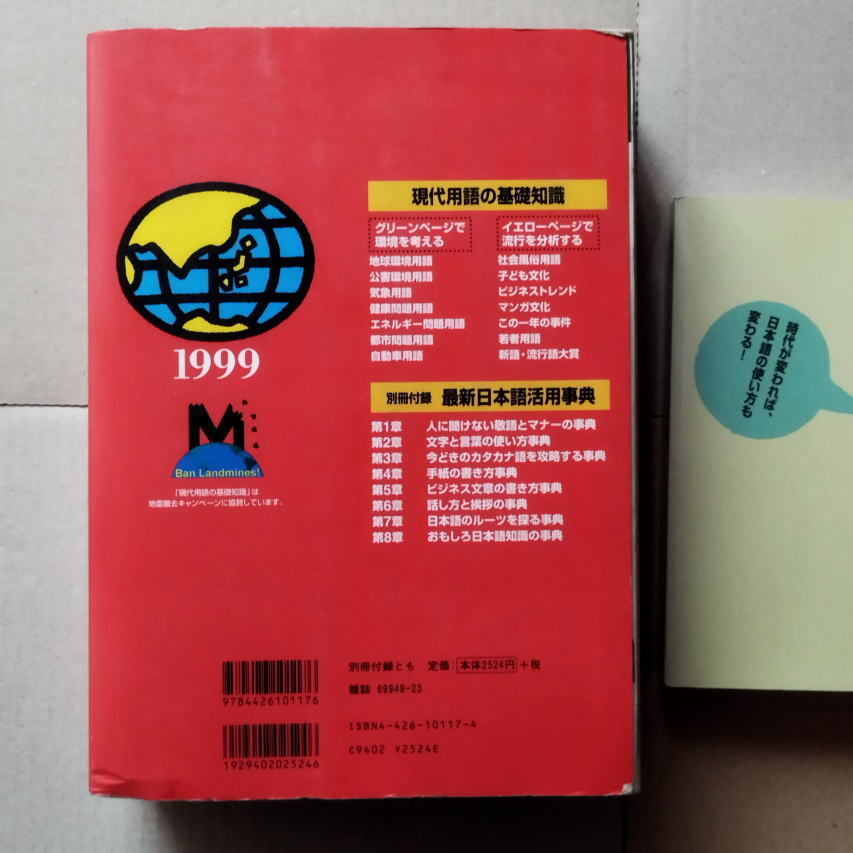 現代用語の基礎知識
グリーンページで
環境を考える
地球環境用語
公害環境用語
気象用語
健康問題用語
エネルギー問題用語
都市問題用語
自動車用語
イエローページで
流行を分析する
社会風俗用語
子ども文化
ビジネストレンド
マンガ文化
この一年の事件
若者用語
新語・流行語大賞
1999
M
Ban Landmines!
「現代用語の基礎知識」は
地雷撤去キャンペーンに協賛しています。
別冊付録 最新日本語活用事典
第1章 人に聞けない敬語とマナーの事典
第2章 文字と言葉の使い方事典
第3章 今どきのカタカナ語を攻略する事典
第4章 手紙の書き方事典
第5章 ビジネス文章の書き方事典
第6章 話し方と挨拶の事典
第7章 日本語のルーツを探る事典
第8章 おもしろ日本語知識の事典
別冊付録とも 定価:本体2524円+税
雑誌 69949-23
9784426101176
ISBN4-426-10117-4
C9402 ¥2524E
1929402025246
時代が変われば、
日本語の使い方も
変わる!